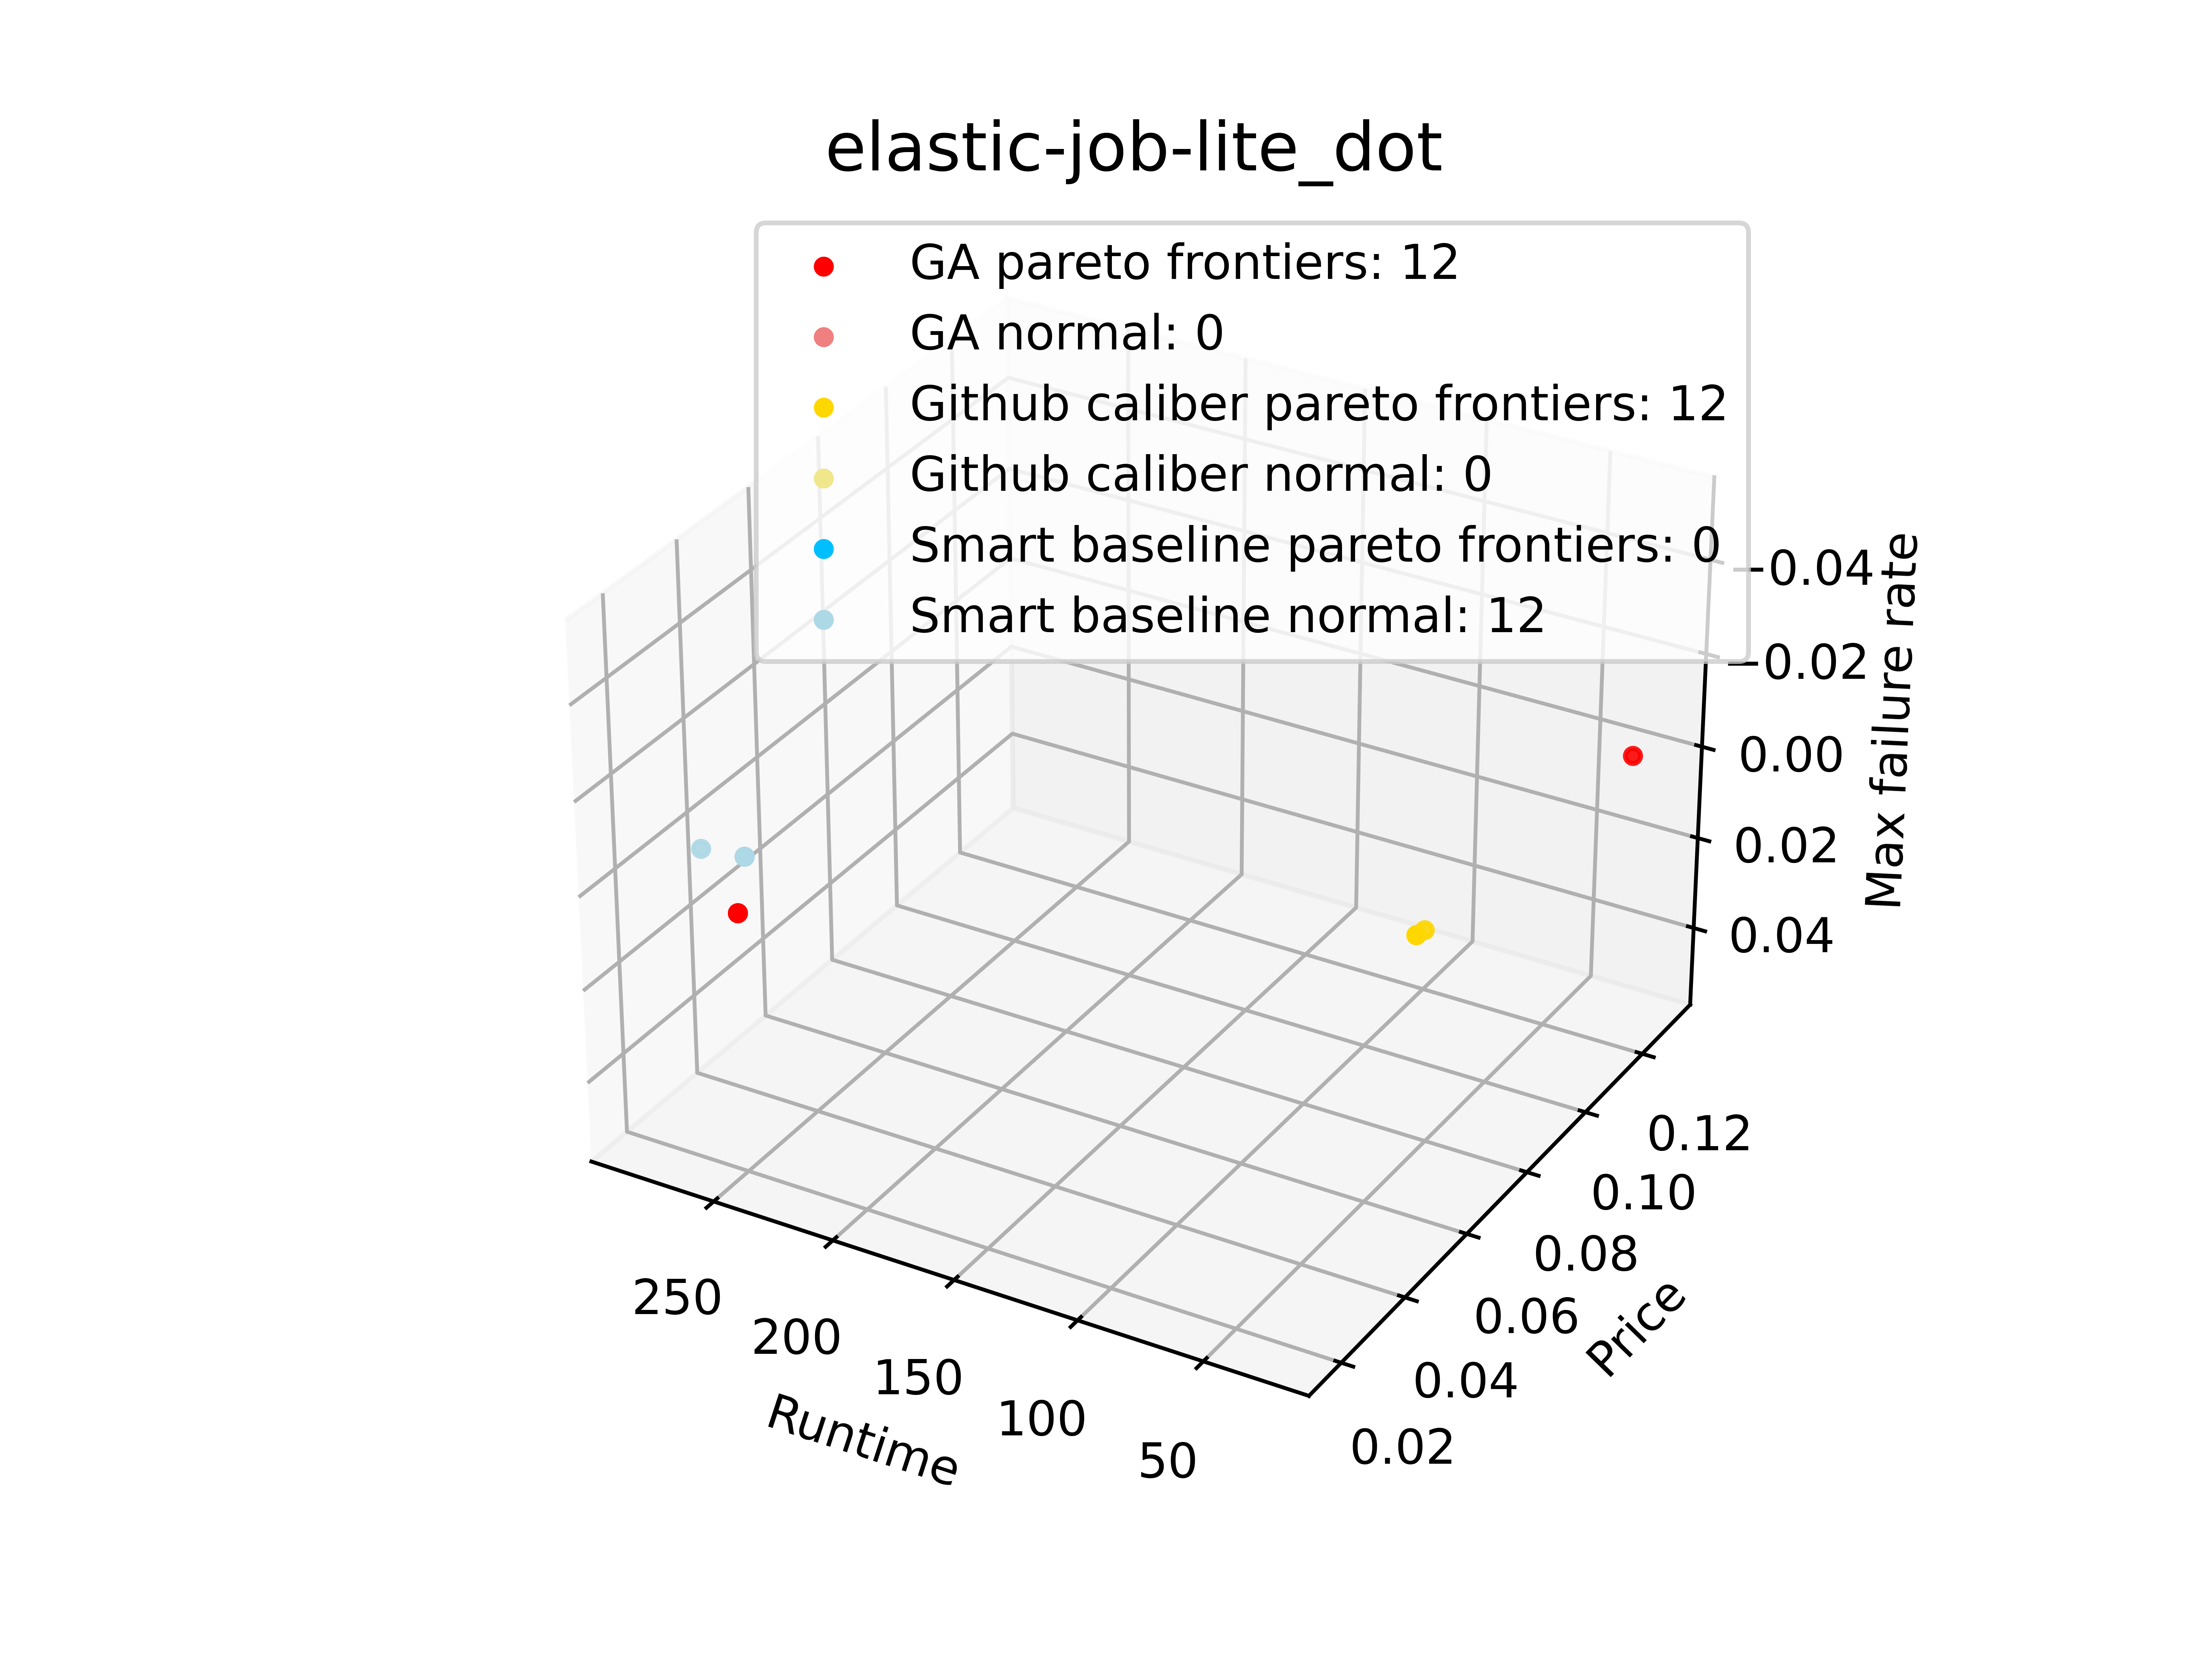 elastic-job-lite_dot
GA pareto frontiers: 12
GA normal: 0
Github caliber pareto frontiers: 12
Github caliber normal: 0
Smart baseline pareto frontiers: 0
Smart baseline normal: 12
-0.04
-0.02
0.00
0.02
0.04
Max failure rate
0.12
0.10
0.08
0.06
0.04
0.02
Price
250
200
150
100
50
Runtime